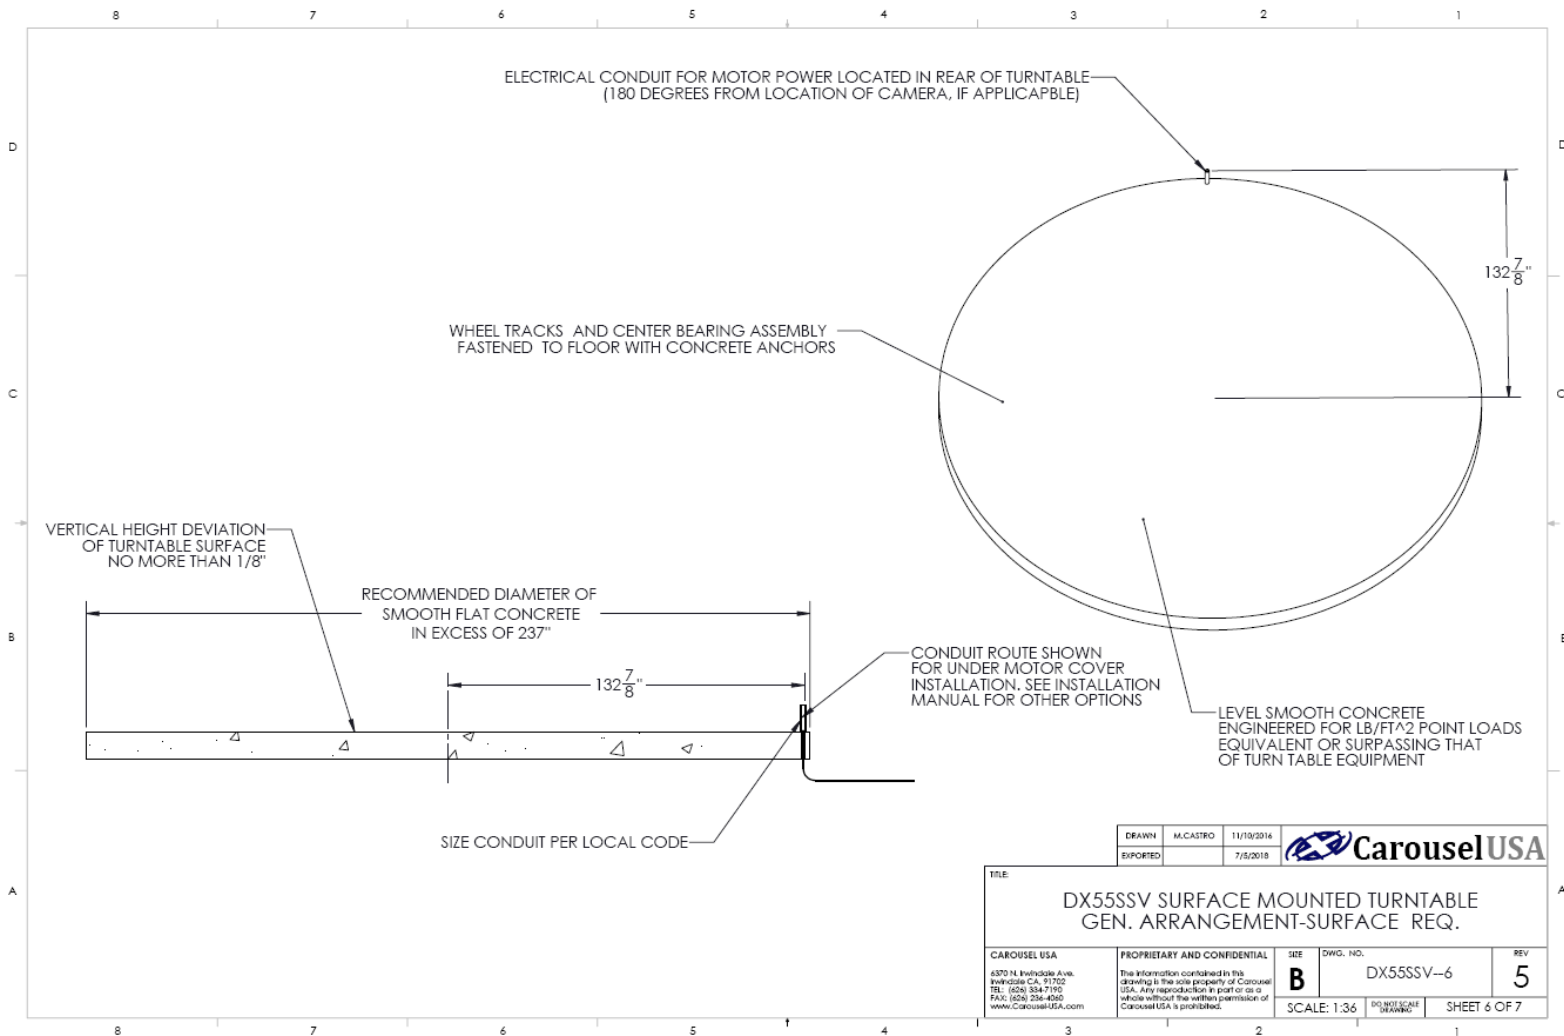 8 7 6 5 4 3 2 1
ELECTRICAL CONDUIT FOR MOTOR POWER LOCATED IN REAR OF TURNTABLE
(180 DEGREES FROM LOCATION OF CAMERA, IF APPLICAPBLE)
D D
132 7/8"
WHEEL TRACKS AND CENTER BEARING ASSEMBLY
FASTENED TO FLOOR WITH CONCRETE ANCHORS
C C
VERTICAL HEIGHT DEVIATION
OF TURNTABLE SURFACE
NO MORE THAN 1/8"
RECOMMENDED DIAMETER OF
SMOOTH FLAT CONCRETE
IN EXCESS OF 237"
B B
132 7/8"
CONDUIT ROUTE SHOWN
FOR UNDER MOTOR COVER
INSTALLATION. SEE INSTALLATION
MANUAL FOR OTHER OPTIONS
LEVEL SMOOTH CONCRETE
ENGINEERED FOR LB/FT^2 POINT LOADS
EQUIVALENT OR SURPASSING THAT
OF TURN TABLE EQUIPMENT
SIZE CONDUIT PER LOCAL CODE
A A
DRAWN M.CASTRO 11/10/2016
EXPORTED 7/5/2018
CarouselUSA
TITLE:
DX55SSV SURFACE MOUNTED TURNTABLE
GEN. ARRANGEMENT-SURFACE REQ.
CAROUSEL USA
6370 N. Irwindale Ave.
Irwindale CA, 91702
TEL: (626) 334-7190
FAX: (626) 236-4060
www.Carousel-USA.com
PROPRIETARY AND CONFIDENTIAL
The information contained in this
drawing is the sole property of Carousel
USA. Any reproduction in part or as a
whole without the written permission of
Carousel USA is prohibited.
SIZE
B
DWG. NO.
DX55SSV--6
REV
5
SCALE: 1:36
DO NOT SCALE
DRAWING
SHEET 6 OF 7
8 7 6 5 4 3 2 1